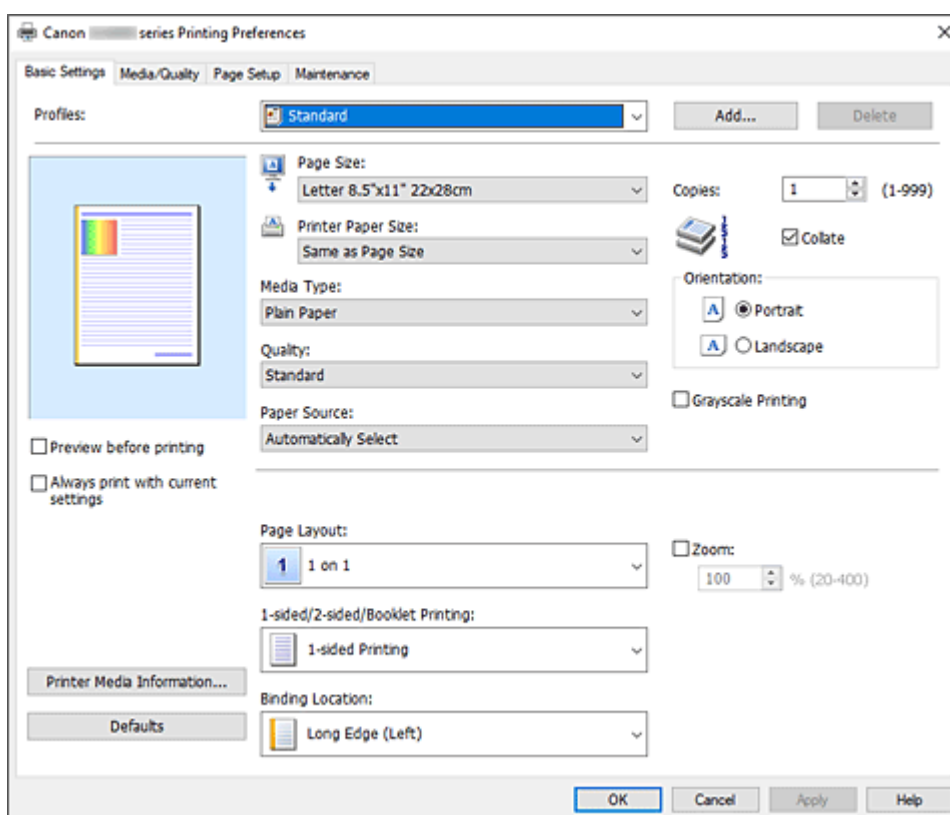 Canon series Printing Preferences
Basic Settings Media/Quality Page Setup Maintenance
Profiles:
Standard
Add...
Delete
Page Size:
Letter 8.5"x11" 22x28cm
Printer Paper Size:
Same as Page Size
Media Type:
Plain Paper
Quality:
Standard
Paper Source:
Automatically Select
Copies:
1
(1-999)
Collate
Orientation:
A Portrait
A Landscape
Grayscale Printing
Preview before printing
Always print with current
settings
Page Layout:
1 1 on 1
Zoom:
100 % (20-400)
1-sided/2-sided/Booklet Printing:
1-sided Printing
Binding Location:
Long Edge (Left)
Printer Media Information...
Defaults
OK
Cancel
Apply
Help